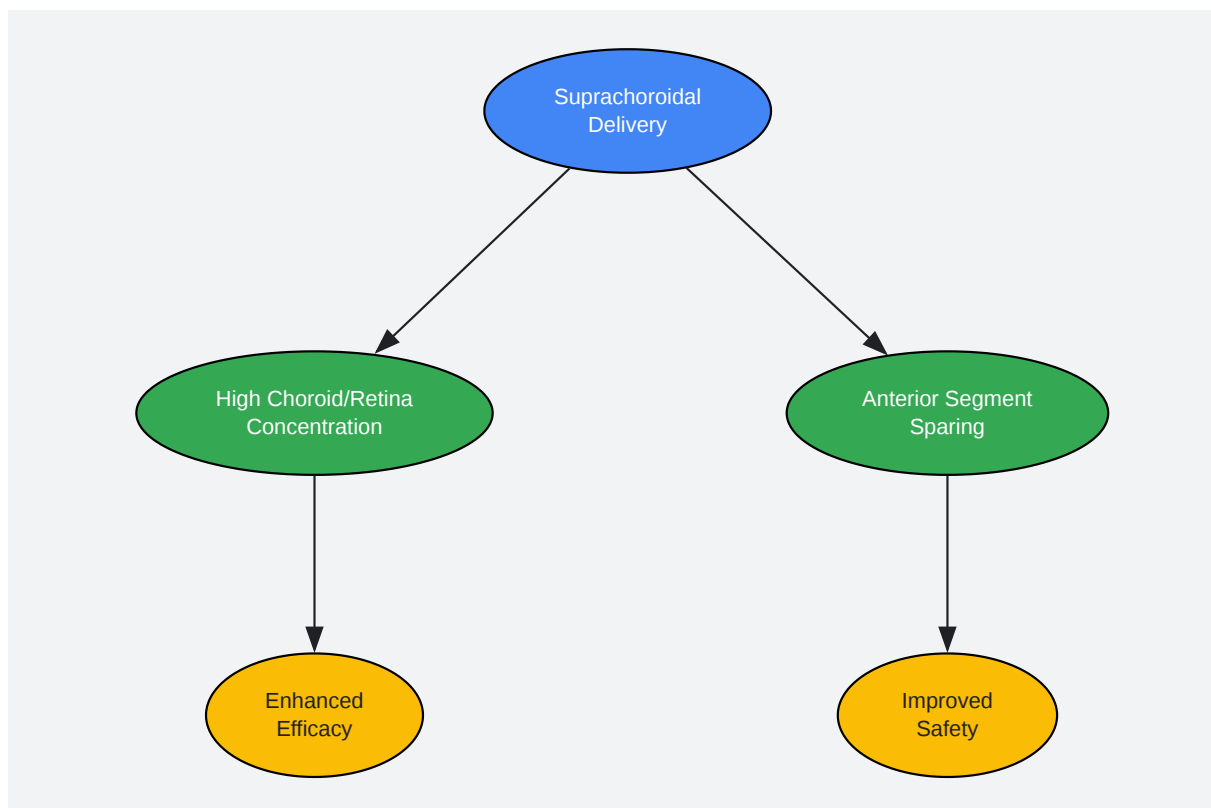 Suprachoroidal
Delivery
High Choroid/Retina
Concentration
Anterior Segment
Sparing
Enhanced
Efficacy
Improved
Safety